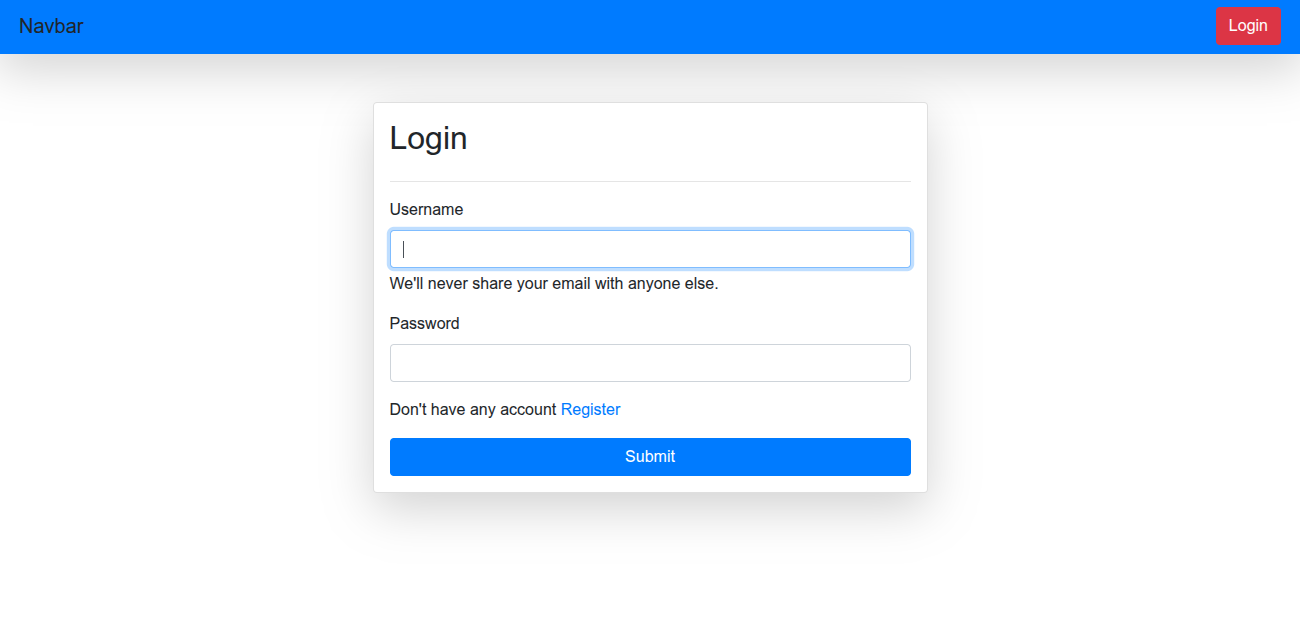 Navbar
Login
Login
Username
We'll never share your email with anyone else.
Password
Don't have any account Register
Submit